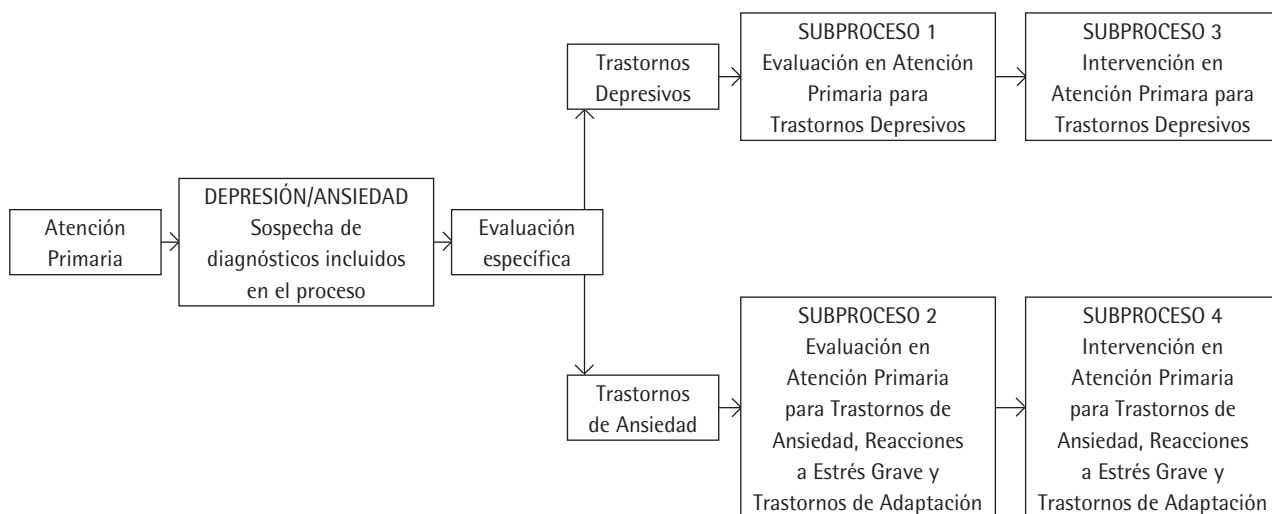 Atención
Primaria
DEPRESIÓN/ANSIEDAD
Sospecha de
diagnósticos incluidos
en el proceso
Evaluación
específica
Trastornos
Depresivos
SUBPROCESO 1
Evaluación en Atención
Primaria para
Trastornos Depresivos
SUBPROCESO 3
Intervención en
Atención Primara para
Trastornos Depresivos
Trastornos
de Ansiedad
SUBPROCESO 2
Evaluación en
Atención Primaria
para Trastornos de
Ansiedad, Reacciones
a Estrés Grave y
Trastornos de Adaptación
SUBPROCESO 4
Intervención en
Atención Primaria
para Trastornos de
Ansiedad, Reacciones
a Estrés Grave y
Trastornos de Adaptación